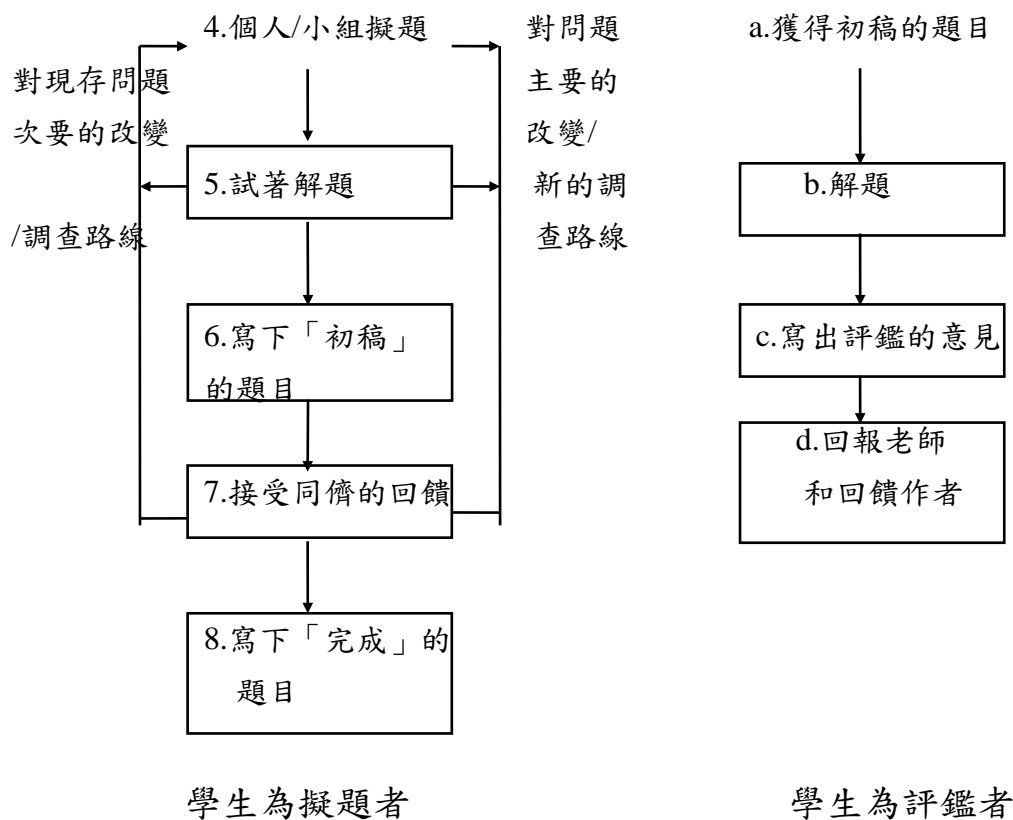 4.個人/小組擬題
對現存問題
次要的改變
/調查路線
對問題
主要的
改變/
新的調
查路線
5.試著解題
6.寫下「初稿」
的題目
7.接受同儕的回饋
8.寫下「完成」的
題目
學生為擬題者
a.獲得初稿的題目
b.解題
c.寫出評鑑的意見
d.回報老師
和回饋作者
學生為評鑑者